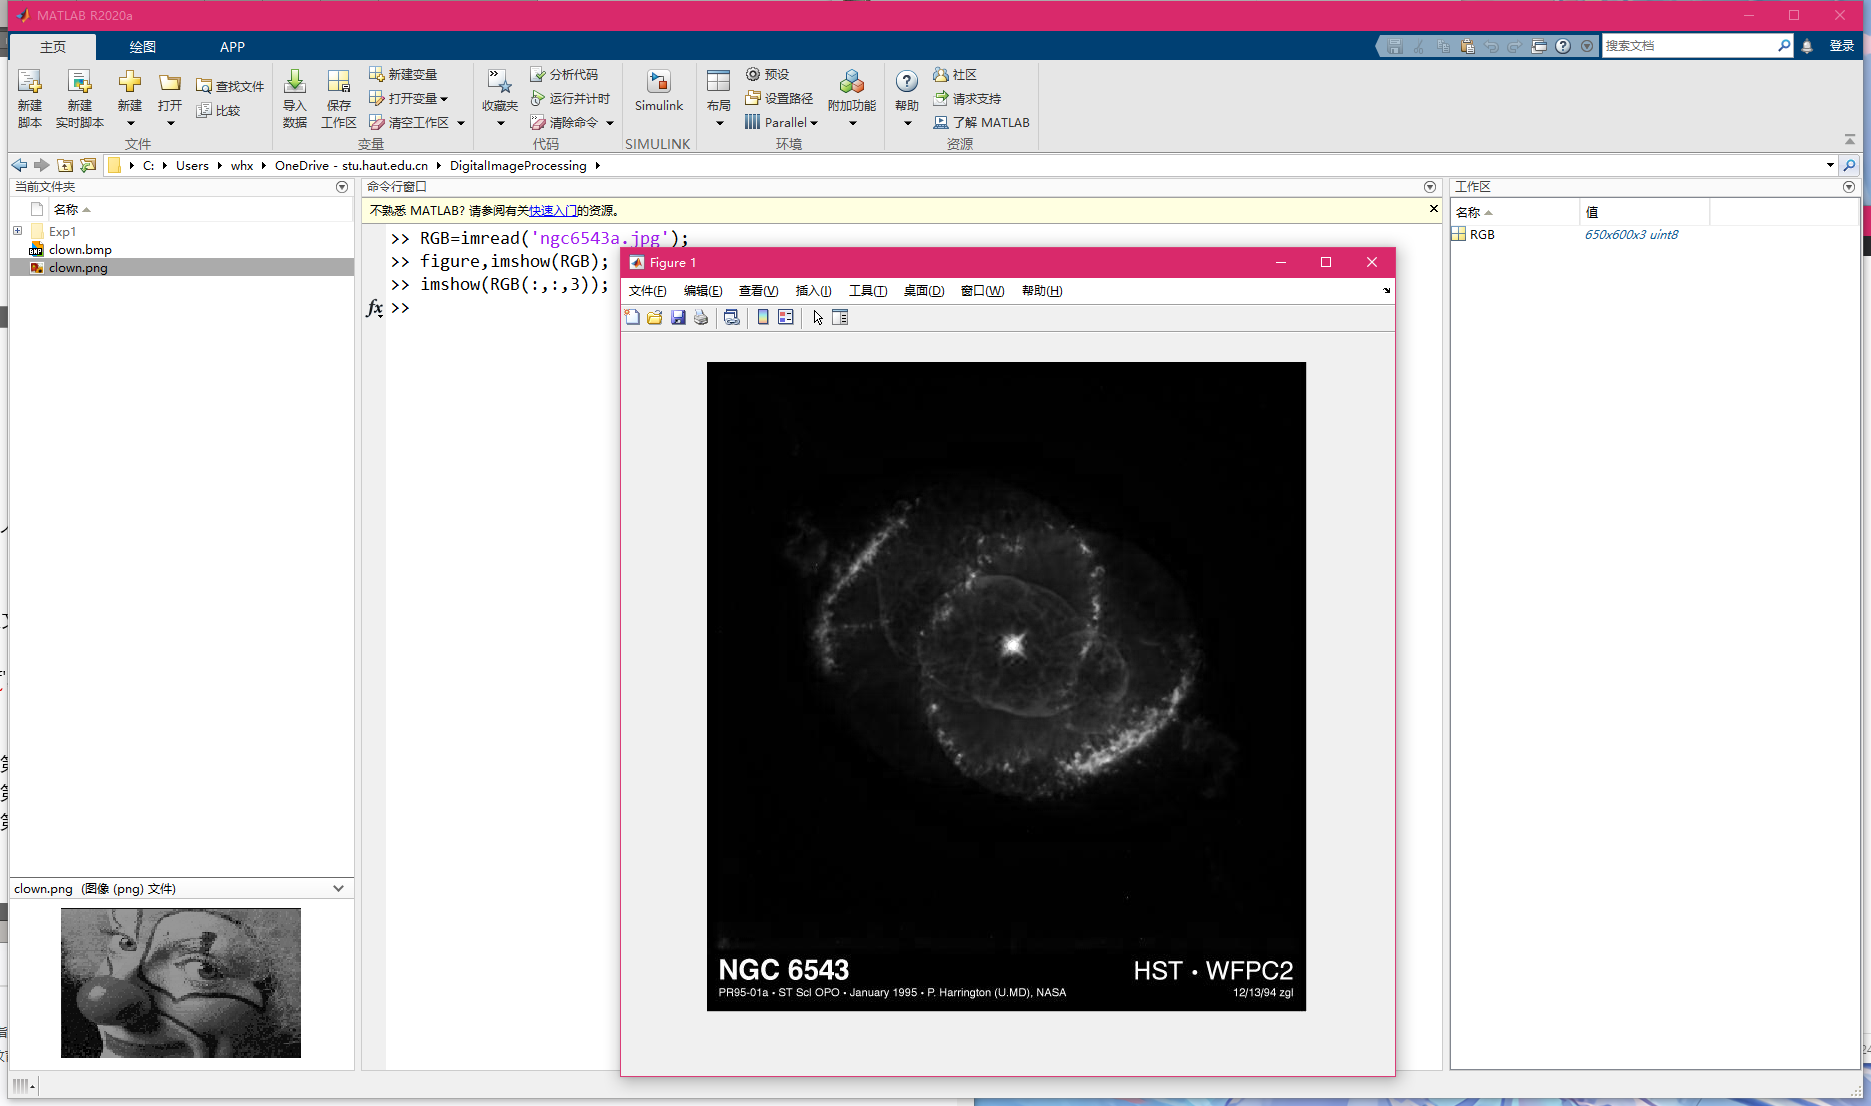 MATLAB R2020a
主页 绘图 APP
搜索文档 登录
新建 脚本
新建 实时脚本
新建
打开
查找文件
比较
导入 数据
保存 工作区
新建变量
打开变量
清空工作区
收藏夹
分析代码
运行并计时
清除命令
Simulink
布局
预设
设置路径
Parallel
附加功能
帮助
社区
请求支持
了解 MATLAB
文件 变量 代码 SIMULINK 环境 资源
C: Users whx OneDrive - stu.haut.edu.cn DigitalImageProcessing
当前文件夹
名称
Exp1
clown.bmp
clown.png
clown.png (图像 (png) 文件)
命令行窗口
不熟悉 MATLAB? 请参阅有关快速入门的资源。
>> RGB=imread('ngc6543a.jpg');
>> figure,imshow(RGB);
>> imshow(RGB(:,:,3));
fx >>
Figure 1
文件(F) 编辑(E) 查看(V) 插入(I) 工具(T) 桌面(D) 窗口(W) 帮助(H)
NGC 6543 HST • WFPC2
PR95-01a • ST ScI OPO • January 1995 • P. Harrington (U.MD), NASA 12/13/94 zgl
工作区
名称 值
RGB 650x600x3 uint8